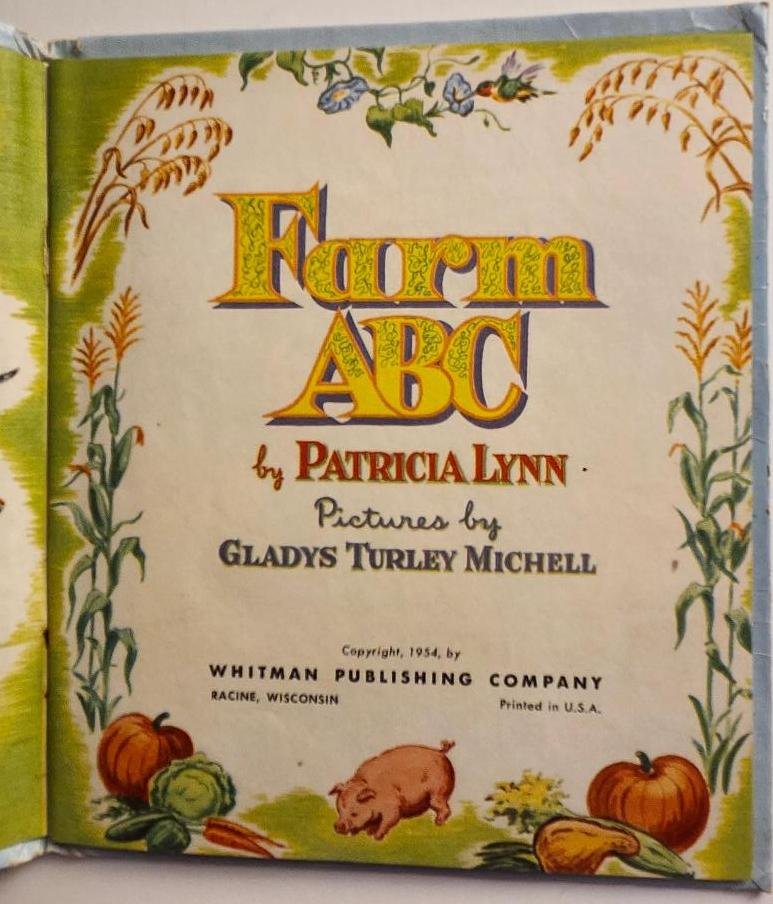 Farm
ABC
by PATRICIA LYNN
Pictures by
GLADYS TURLEY MICHELL
Copyright, 1954, by
WHITMAN PUBLISHING COMPANY
RACINE, WISCONSIN Printed in U.S.A.